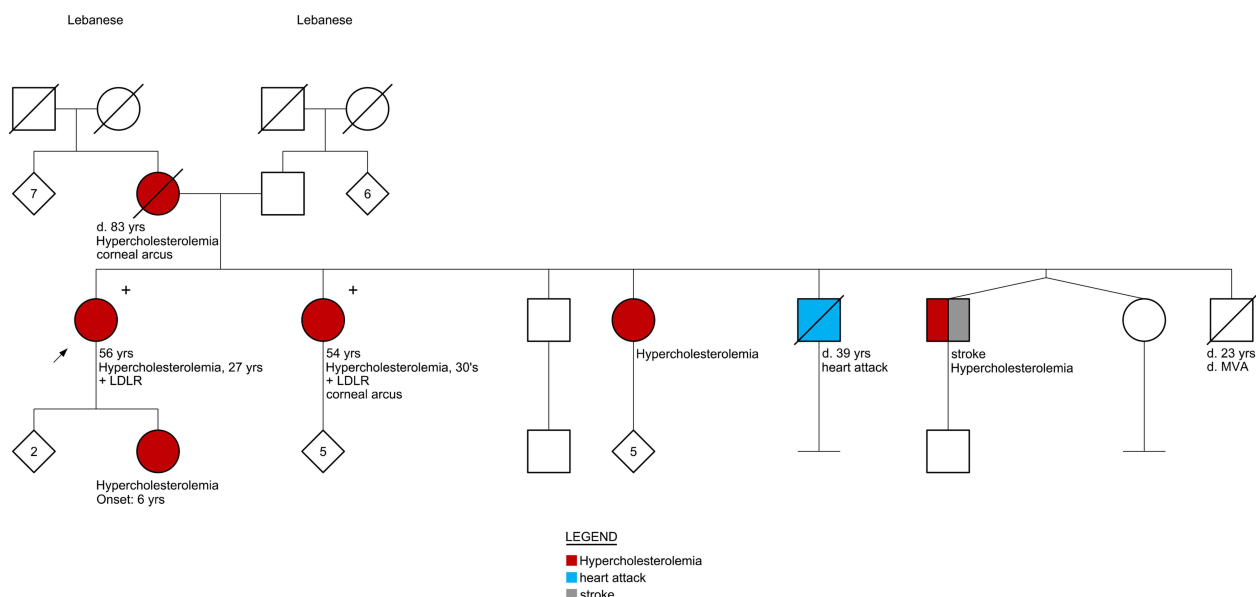 Lebanese
Lebanese
7
6
d. 83 yrs
Hypercholesterolemia
corneal arcus
+
+
56 yrs
Hypercholesterolemia, 27 yrs
+ LDLR
54 yrs
Hypercholesterolemia, 30's
+ LDLR
corneal arcus
Hypercholesterolemia
d. 39 yrs
heart attack
stroke
Hypercholesterolemia
d. 23 yrs
d. MVA
2
5
5
Hypercholesterolemia
Onset: 6 yrs
LEGEND
Hypercholesterolemia
heart attack
stroke